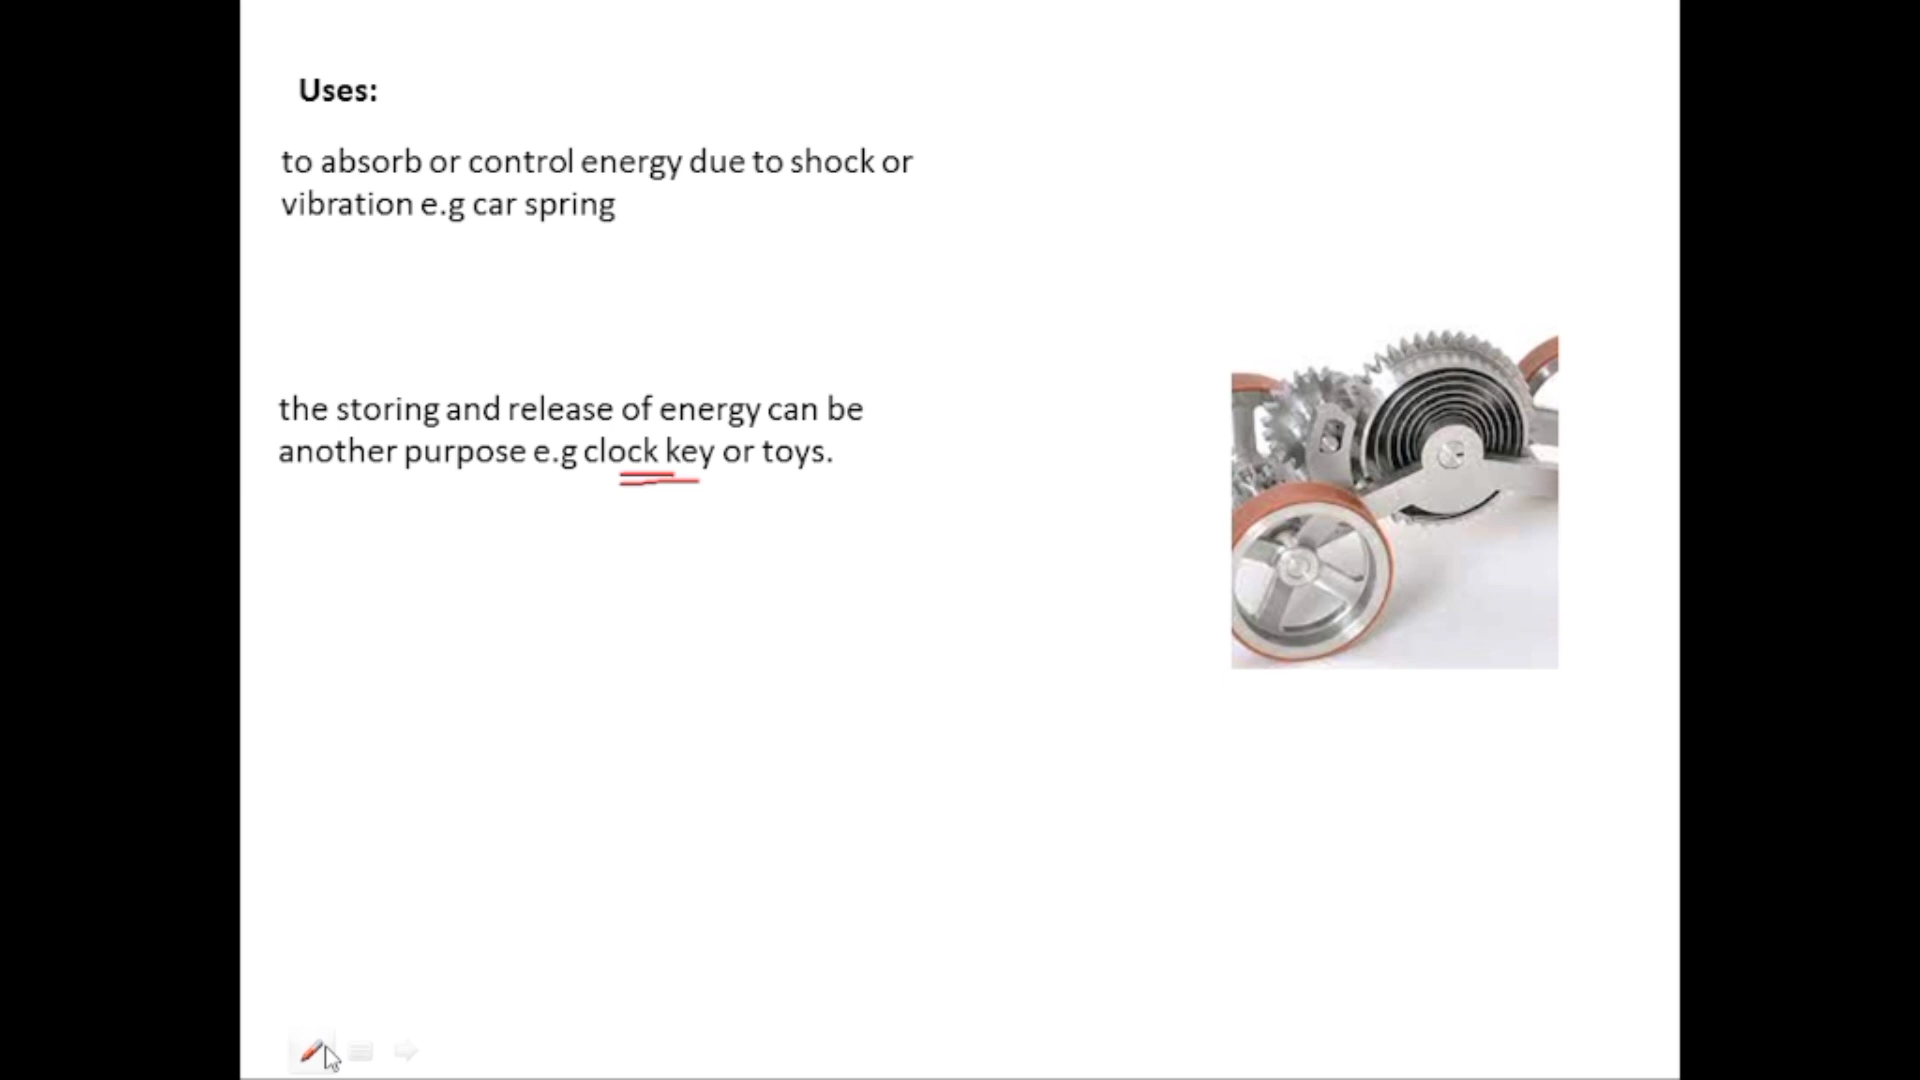 Uses:
to absorb or control energy due to shock or
vibration e.g car spring
the storing and release of energy can be
another purpose e.g clock key or toys.